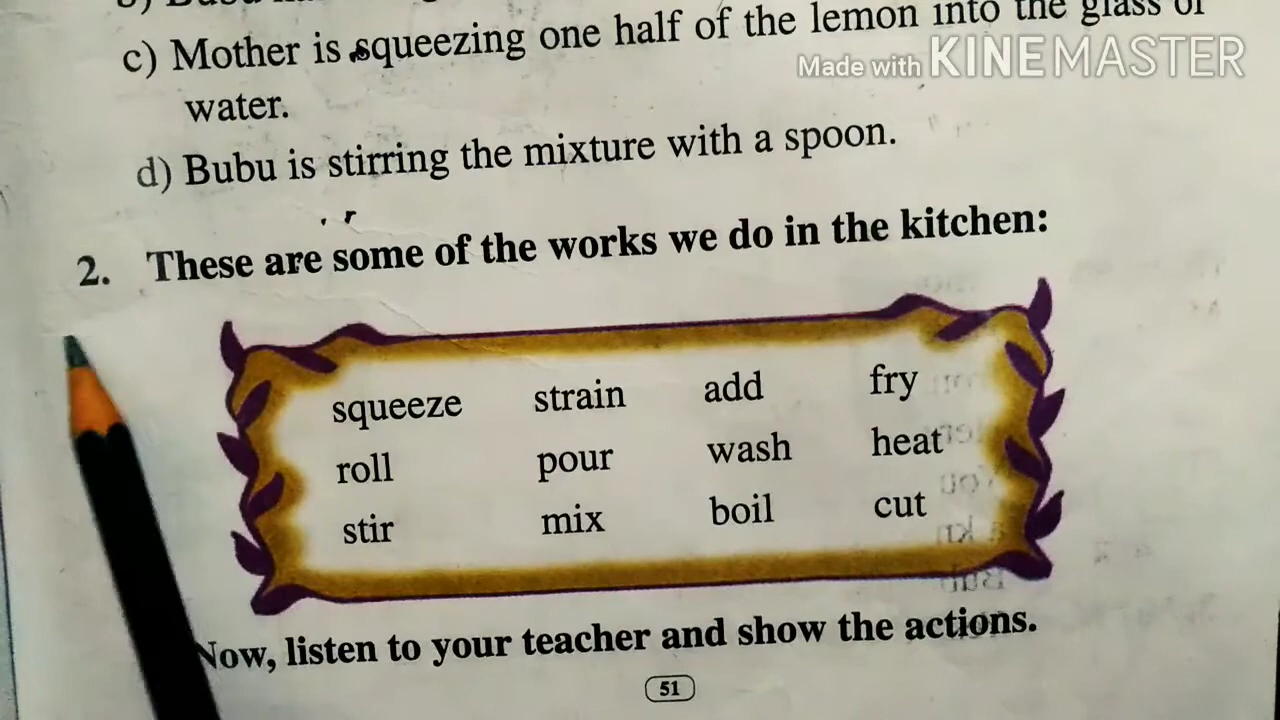 c) Mother is squeezing one half of the lemon into the glass of
water.
d) Bubu is stirring the mixture with a spoon.
2. These are some of the works we do in the kitchen:
squeeze strain add fry
roll pour wash heat
stir mix boil cut
Now, listen to your teacher and show the actions.
51
Made with KINEMASTER